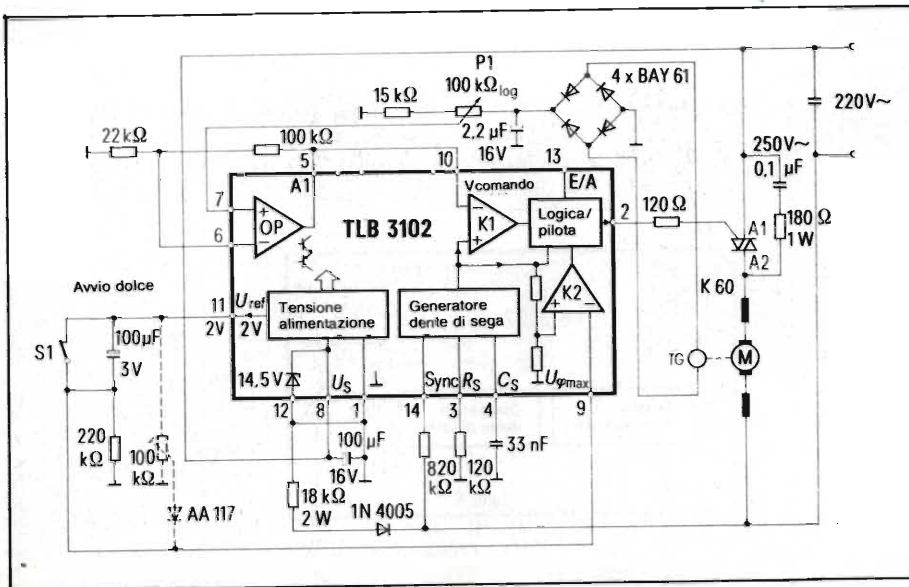 P1
15 kΩ
100 kΩlog
4 x BAY 61
22 kΩ
100 kΩ
2,2 µF
16V
220V~
250V~
0,1 µF
5
10
13
A1
Vcomando
E/A
7
+
OP
TLB 3102
−
K1
+
Logica/
pilota
2
120 Ω
180 Ω
1 W
6
−
A1
A2
K2
+
−
K 60
Avvio dolce
11
Uref
2V
2V
Tensione
alimentazione
Generatore
dente di sega
S1
100µF
3V
TG
M
14,5 V
US
⊥
Sync
RS
CS
Uφmax
12
8
1
14
3
4
9
220
kΩ
100
kΩ
100 µF
16V
820
kΩ
120
kΩ
33 nF
18 kΩ
2 W
1N 4005
AA 117